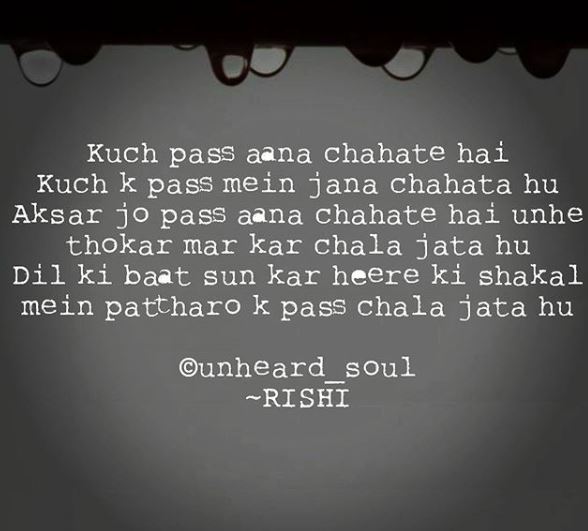 Kuch pass aana chahate hai
Kuch k pass mein jana chahata hu
Aksar jo pass aana chahate hai unhe
thokar mar kar chala jata hu
Dil ki baat sun kar heere ki shakal
mein pattharo k pass chala jata hu
©unheard_soul
~RISHI